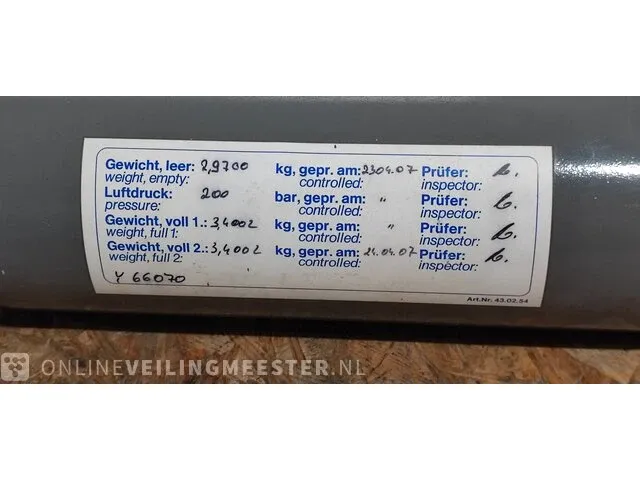 Gewicht, leer: 2,9700 kg, gepr. am: 23.04.07 Prüfer:
weight, empty: controlled: inspector:
Luftdruck: 200 bar, gepr. am: " Prüfer:
pressure: controlled: inspector:
Gewicht, voll 1.: 3,4002 kg, gepr. am: " Prüfer:
weight, full 1: controlled: inspector:
Gewicht, voll 2.: 3,4002 kg, gepr. am: 24.04.07 Prüfer:
weight, full 2: controlled: inspector:
Y 66070
Art.Nr. 43.02.54
ONLINEVEILINGMEESTER.NL